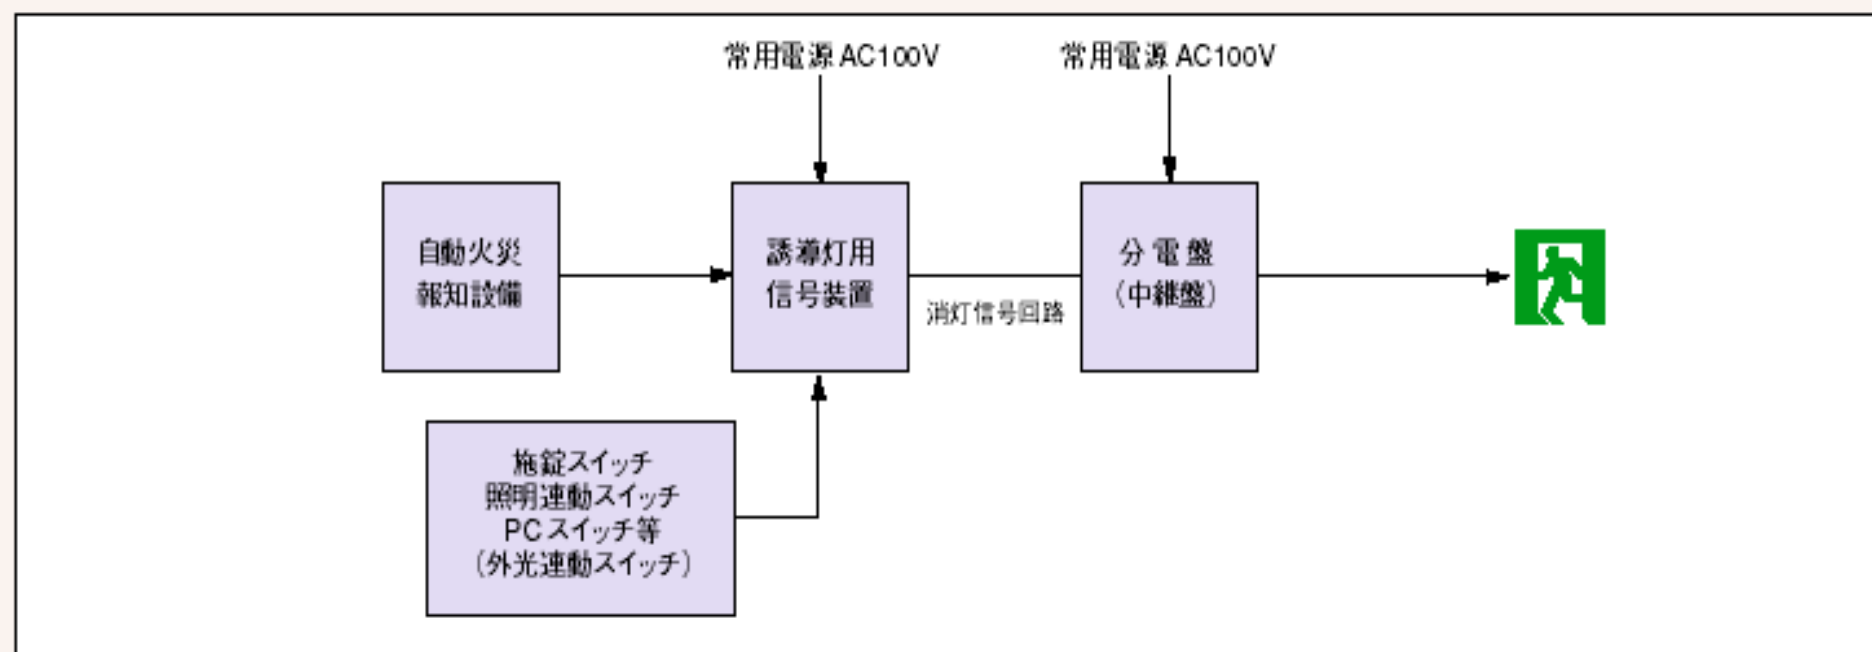 常用電源 AC100V
常用電源 AC100V
自動火災
報知設備
誘導灯用
信号装置
消灯信号回路
分電盤
(中継盤)
施錠スイッチ
照明連動スイッチ
PCスイッチ等
(外光連動スイッチ)